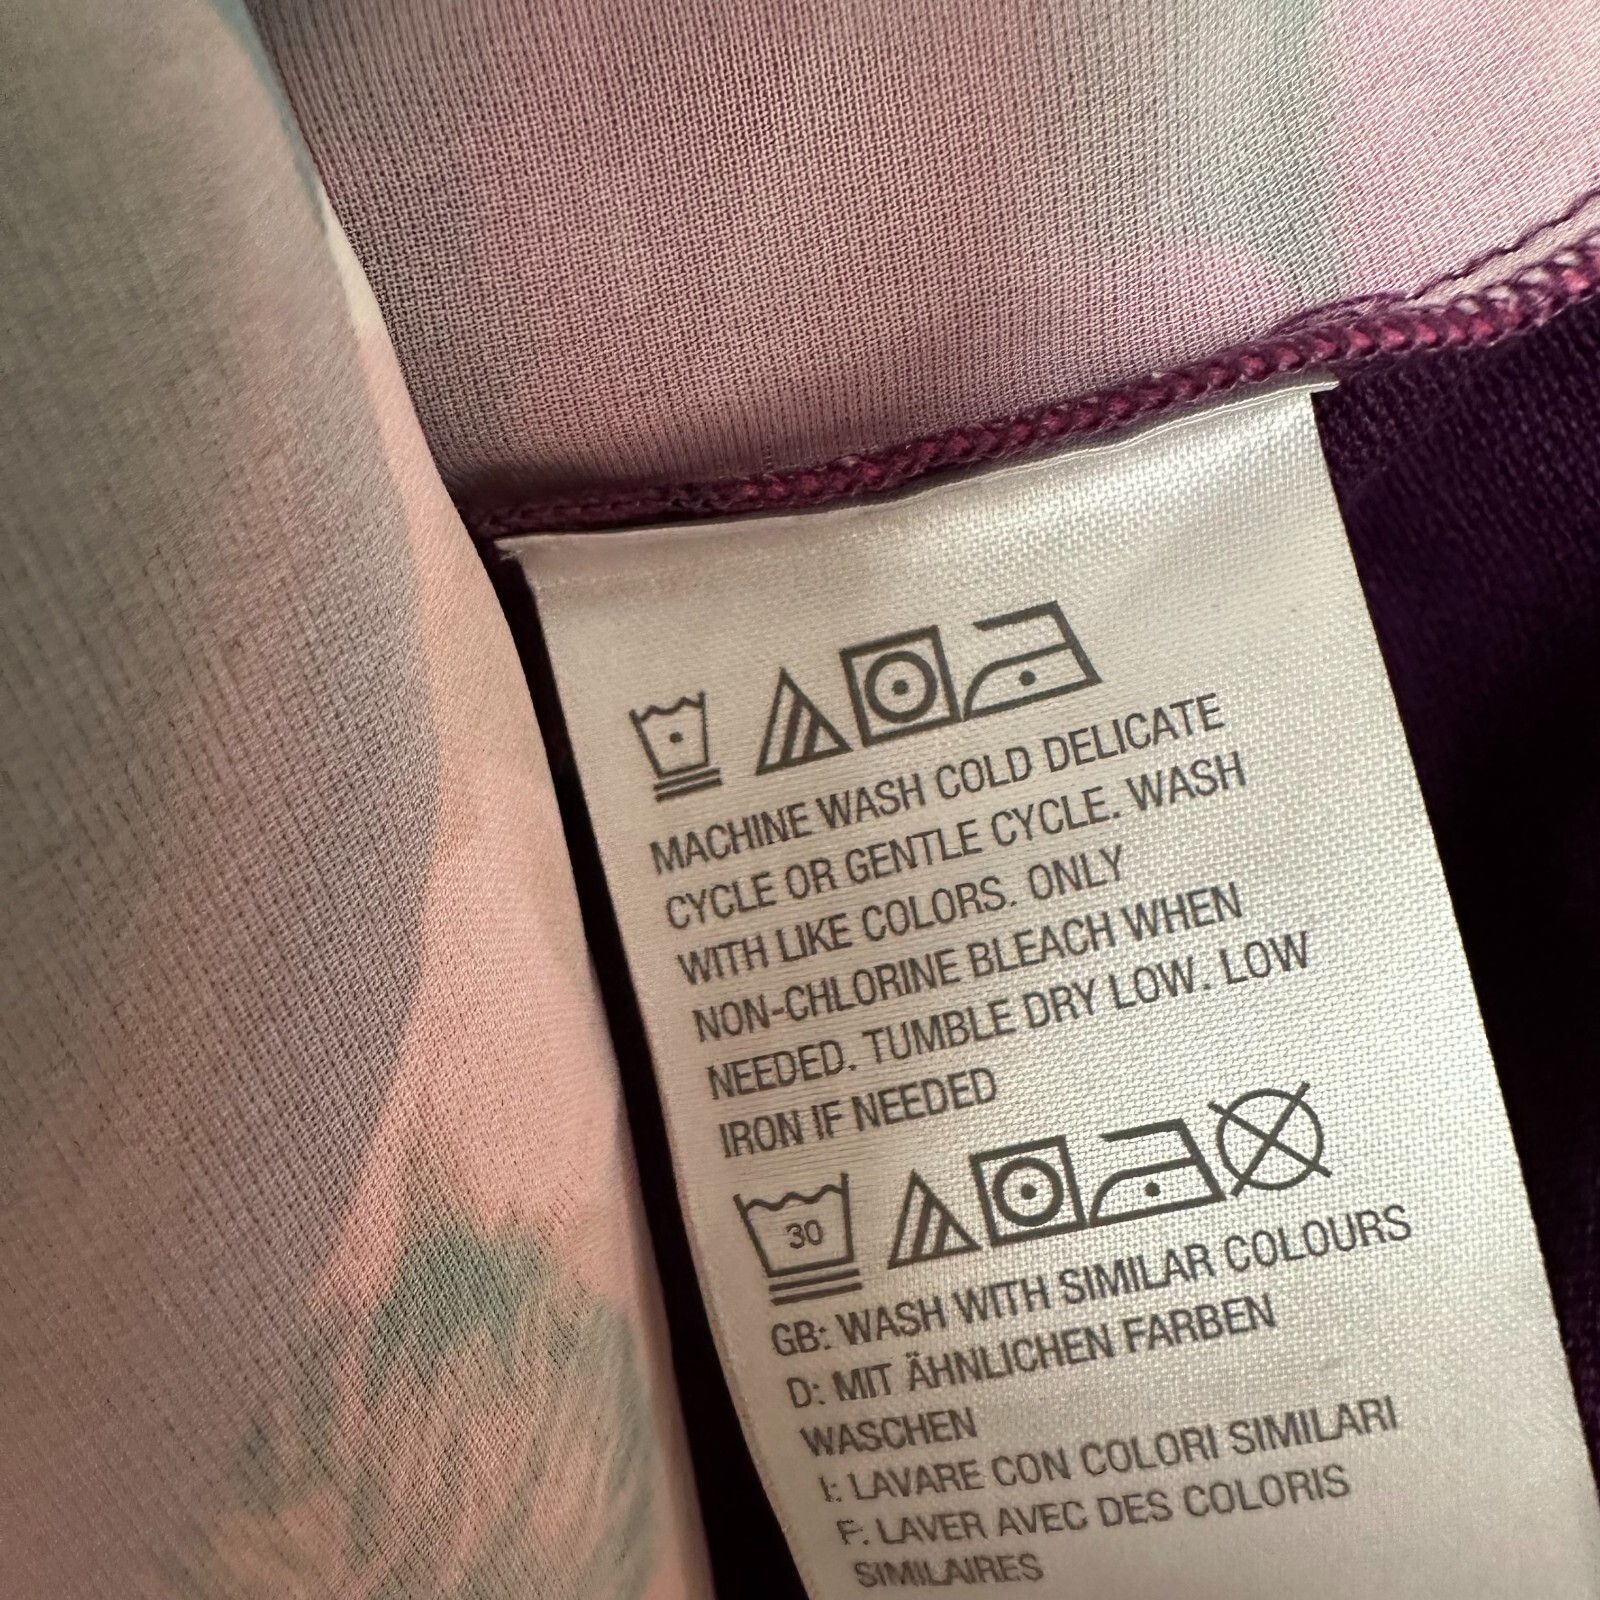 MACHINE WASH COLD DELICATE
CYCLE OR GENTLE CYCLE. WASH
WITH LIKE COLORS. ONLY
NON-CHLORINE BLEACH WHEN
NEEDED. TUMBLE DRY LOW. LOW
IRON IF NEEDED
30
GB: WASH WITH SIMILAR COLOURS
D: MIT ÄHNLICHEN FARBEN
WASCHEN
I: LAVARE CON COLORI SIMILARI
F: LAVER AVEC DES COLORIS
SIMILAIRES